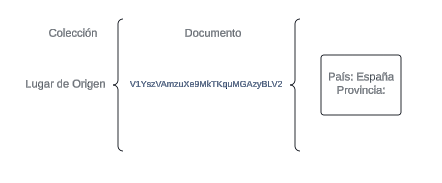 Colección
Documento
Lugar de Origen
V1YszVAmzuXe9MkTKquMGAzyBLV2
País: España
Provincia: